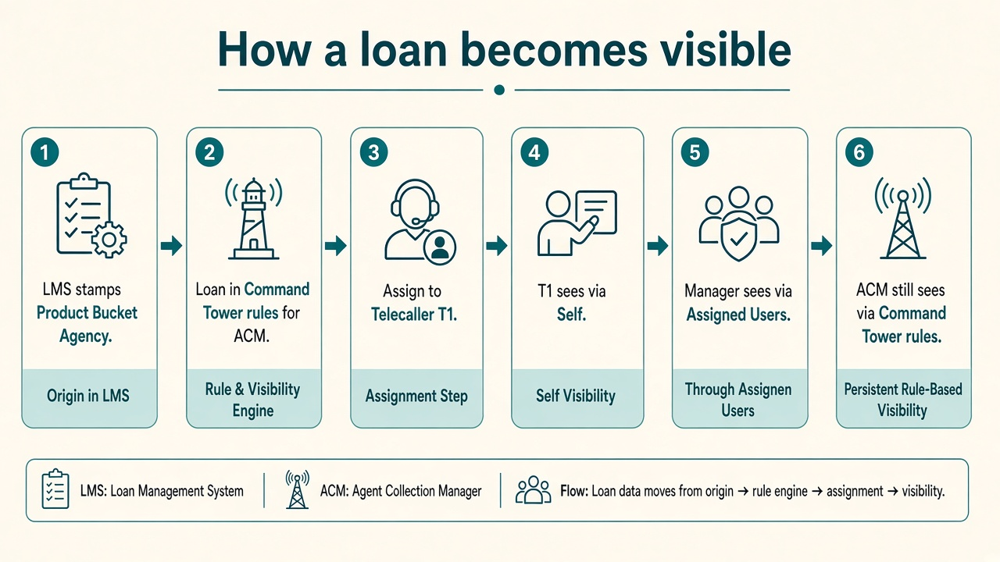 How a loan becomes visible
1
LMS stamps
Product Bucket
Agency.
Origin in LMS
2
Loan in Command
Tower rules for
ACM.
Rule & Visibility
Engine
3
Assign to
Telecaller T1.
Assignment Step
4
T1 sees via
Self.
Self Visibility
5
Manager sees via
Assigned Users.
Through Assignen
Users
6
ACM still sees
via Command
Tower rules.
Persistent Rule-Based
Visibility
LMS: Loan Management System
ACM: Agent Collection Manager
Flow: Loan data moves from origin → rule engine → assignment → visibility.